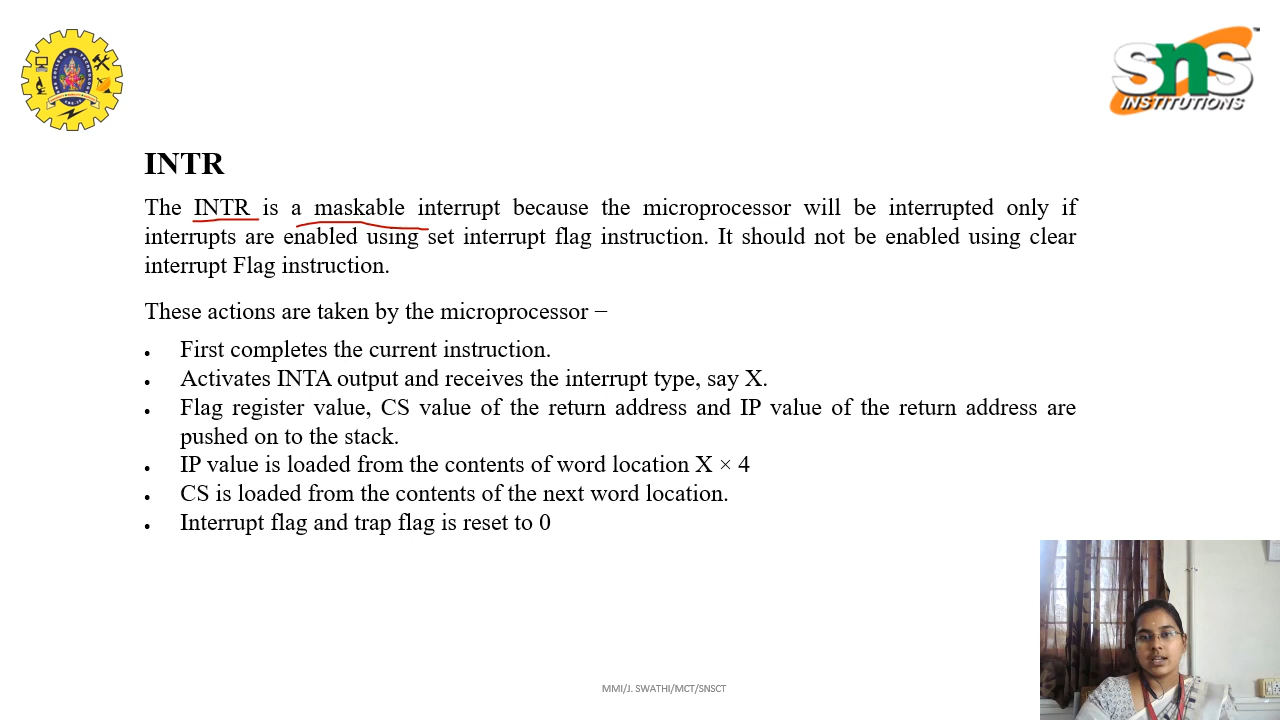 SNS
INSTITUTIONS
™
INTR
The INTR is a maskable interrupt because the microprocessor will be interrupted only if
interrupts are enabled using set interrupt flag instruction. It should not be enabled using clear
interrupt Flag instruction.
These actions are taken by the microprocessor −
• First completes the current instruction.
• Activates INTA output and receives the interrupt type, say X.
• Flag register value, CS value of the return address and IP value of the return address are
pushed on to the stack.
• IP value is loaded from the contents of word location X × 4
• CS is loaded from the contents of the next word location.
• Interrupt flag and trap flag is reset to 0
MMI/J. SWATHI/MCT/SNSCT